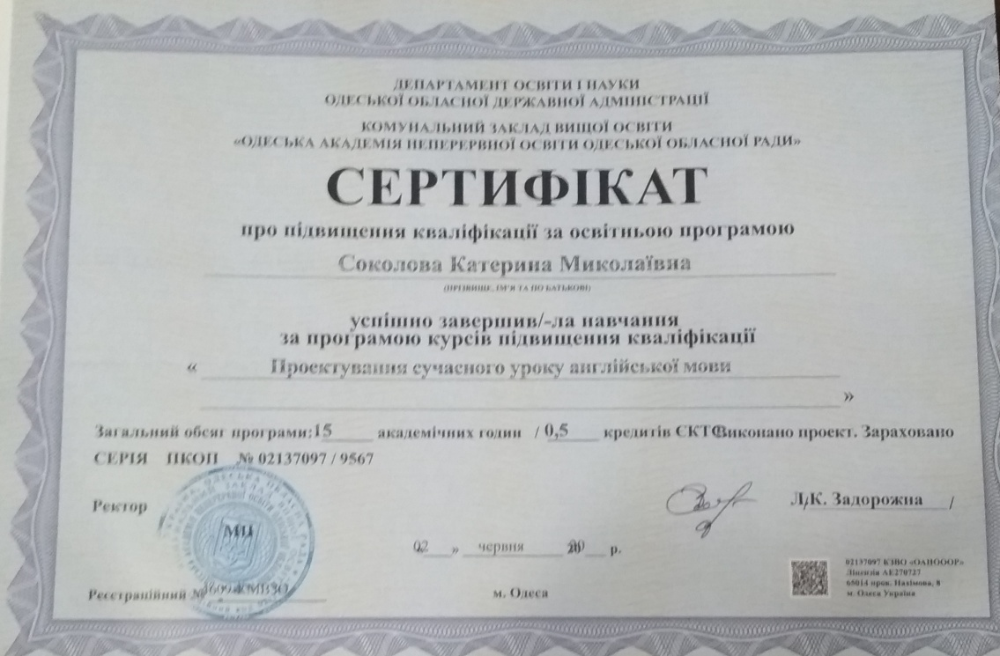 ДЕПАРТАМЕНТ ОСВІТИ І НАУКИ
ОДЕСЬКОЇ ОБЛАСНОЇ ДЕРЖАВНОЇ АДМІНІСТРАЦІЇ
КОМУНАЛЬНИЙ ЗАКЛАД ВИЩОЇ ОСВІТИ
«ОДЕСЬКА АКАДЕМІЯ НЕПЕРЕРВНОЇ ОСВІТИ ОДЕСЬКОЇ ОБЛАСНОЇ РАДИ»
СЕРТИФІКАТ
про підвищення кваліфікації за освітньою програмою
Соколова Катерина Миколаївна
(ПРІЗВИЩЕ, ІМ'Я ТА ПО БАТЬКОВІ)
успішно завершив/-ла навчання
за програмою курсів підвищення кваліфікації
« Проектування сучасного уроку англійської мови
»
Загальний обсяг програми: 15 академічних годин / 0,5 кредитів ЄКТС Виконано проект. Зараховано
СЕРІЯ ПКОП № 02137097 / 9567
Ректор
Л.К. Задорожна /
МП
02 » червня р.
Реєстраційний №
м. Одеса
02137097 КЗВО «ОАНОООР»
Ліцензія АЕ270727
65014 пров. Нахімова, 8
м. Одеса Україна